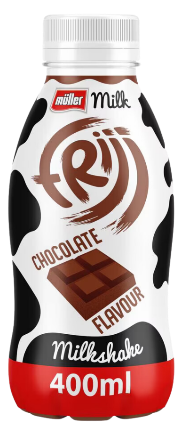 müller Milk
frijj
CHOCOLATE
FLAVOUR
Milkshake
400ml